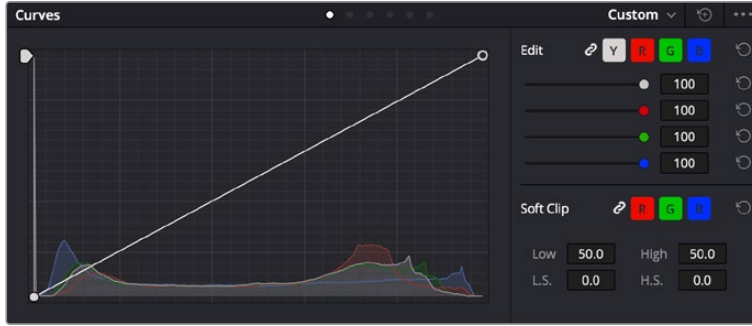 Curves Custom
Edit Y R G B
100
100
100
100
Soft Clip R G B
Low 50.0 High 50.0
L.S. 0.0 H.S. 0.0